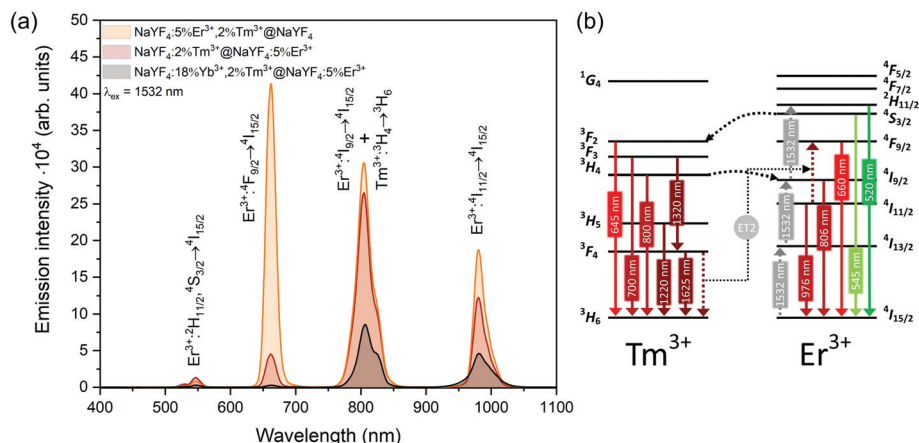 (a)
NaYF₄:5%Er³⁺,2%Tm³⁺@NaYF₄
NaYF₄:2%Tm³⁺@NaYF₄:5%Er³⁺
NaYF₄:18%Yb³⁺,2%Tm³⁺@NaYF₄:5%Er³⁺
λex = 1532 nm
Emission intensity ·10⁴ (arb. units)
50
45
40
35
30
25
20
15
10
5
0
Er³⁺:²H11/2,⁴S3/2→⁴I15/2
Er³⁺:⁴F9/2→⁴I15/2
Er³⁺:⁴I9/2→⁴I15/2 +
Tm³⁺:³H4→³H6
Er³⁺:⁴I11/2→⁴I15/2
400 500 600 700 800 900 1000 1100
Wavelength (nm)
(b)
¹G₄
³F₂
³F₃
³H₄
³H₅
³F₄
³H₆
645 nm
700 nm
800 nm
1220 nm
1320 nm
1625 nm
Tm³⁺
ET2
⁴F5/2
⁴F7/2
²H11/2
⁴S3/2
⁴F9/2
⁴I9/2
⁴I11/2
⁴I13/2
⁴I15/2
1532 nm
1532 nm
1532 nm
976 nm
806 nm
660 nm
545 nm
520 nm
Er³⁺